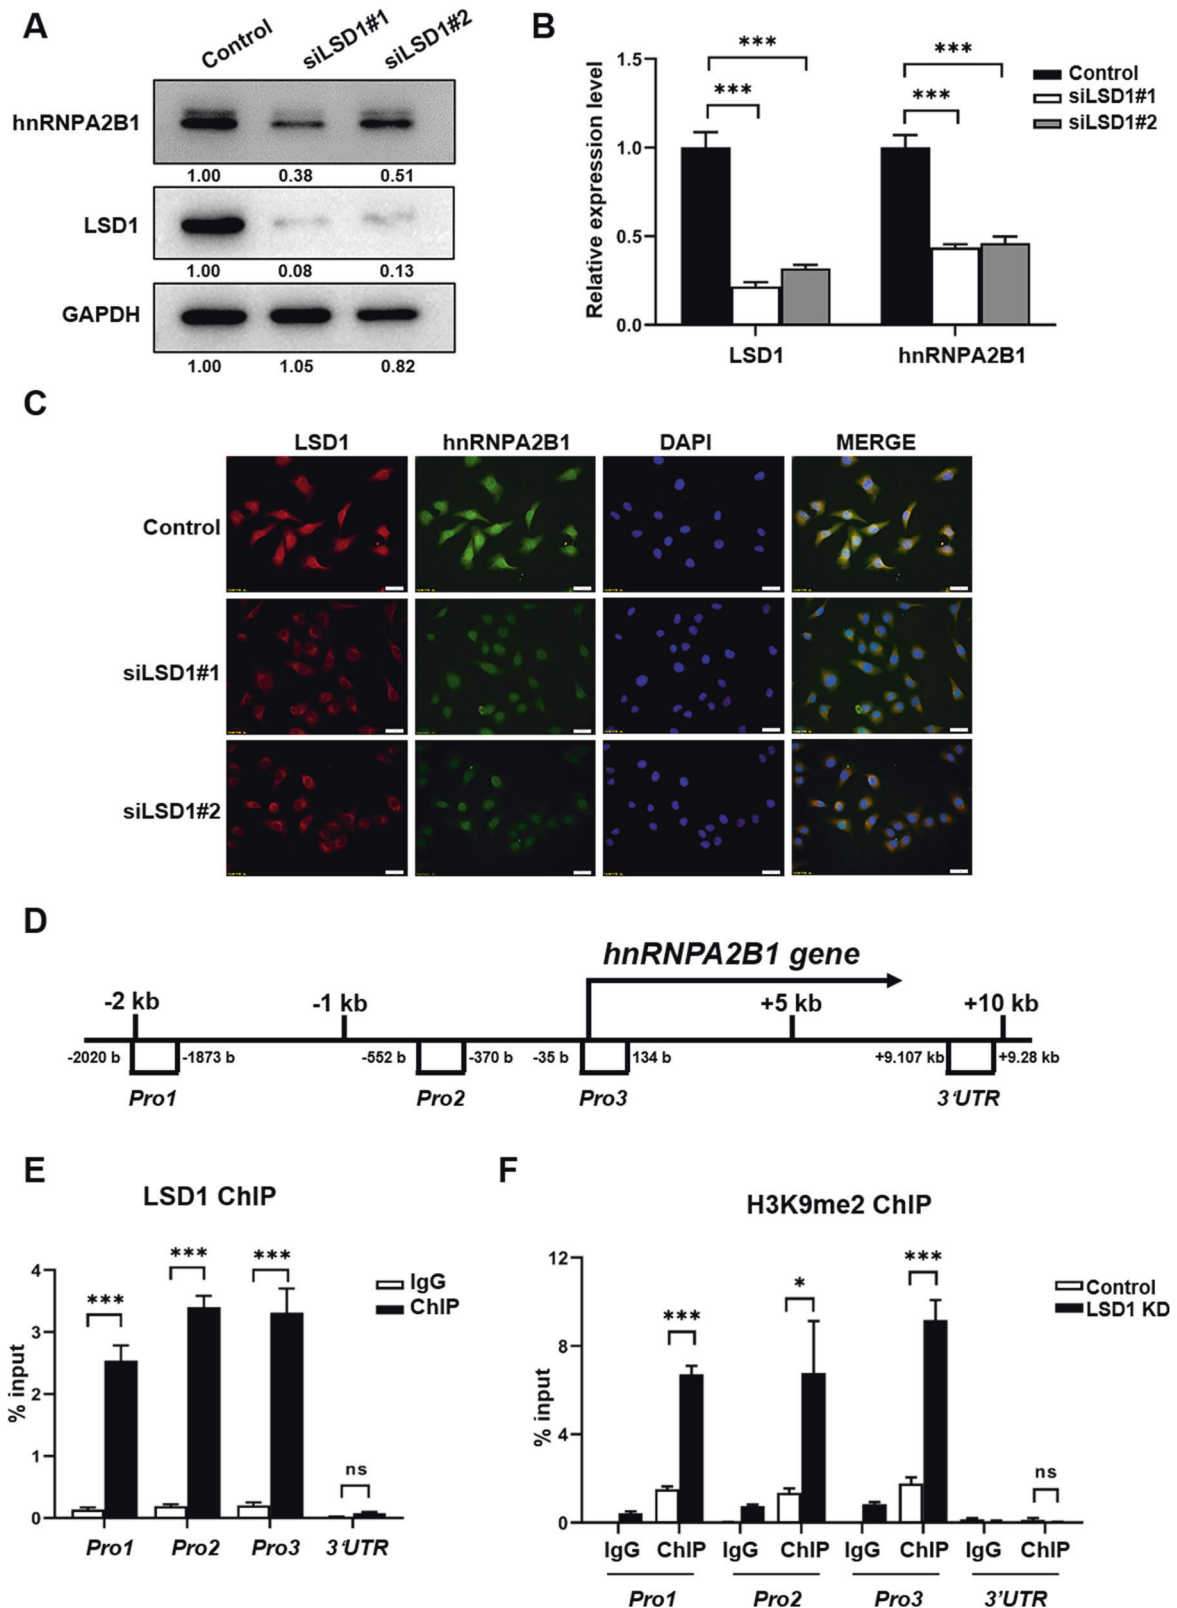 A
Control
siLSD1#1
siLSD1#2
hnRNPA2B1
1.00
0.38
0.51
LSD1
1.00
0.08
0.13
GAPDH
1.00
1.05
0.82
B
Relative expression level
1.5
1.0
0.5
0.0
***
***
***
***
LSD1
hnRNPA2B1
Control
siLSD1#1
siLSD1#2
C
LSD1
hnRNPA2B1
DAPI
MERGE
Control
siLSD1#1
siLSD1#2
D
hnRNPA2B1 gene
-2 kb
-1 kb
+5 kb
+10 kb
-2020 b
-1873 b
-552 b
-370 b
-35 b
134 b
+9.107 kb
+9.28 kb
Pro1
Pro2
Pro3
3‘UTR
E
LSD1 ChIP
% input
4
3
2
1
0
***
***
***
ns
IgG
ChIP
Pro1
Pro2
Pro3
3‘UTR
F
H3K9me2 ChIP
% input
12
8
4
0
***
*
***
ns
Control
LSD1 KD
IgG ChIP IgG ChIP IgG ChIP IgG ChIP
Pro1
Pro2
Pro3
3’UTR